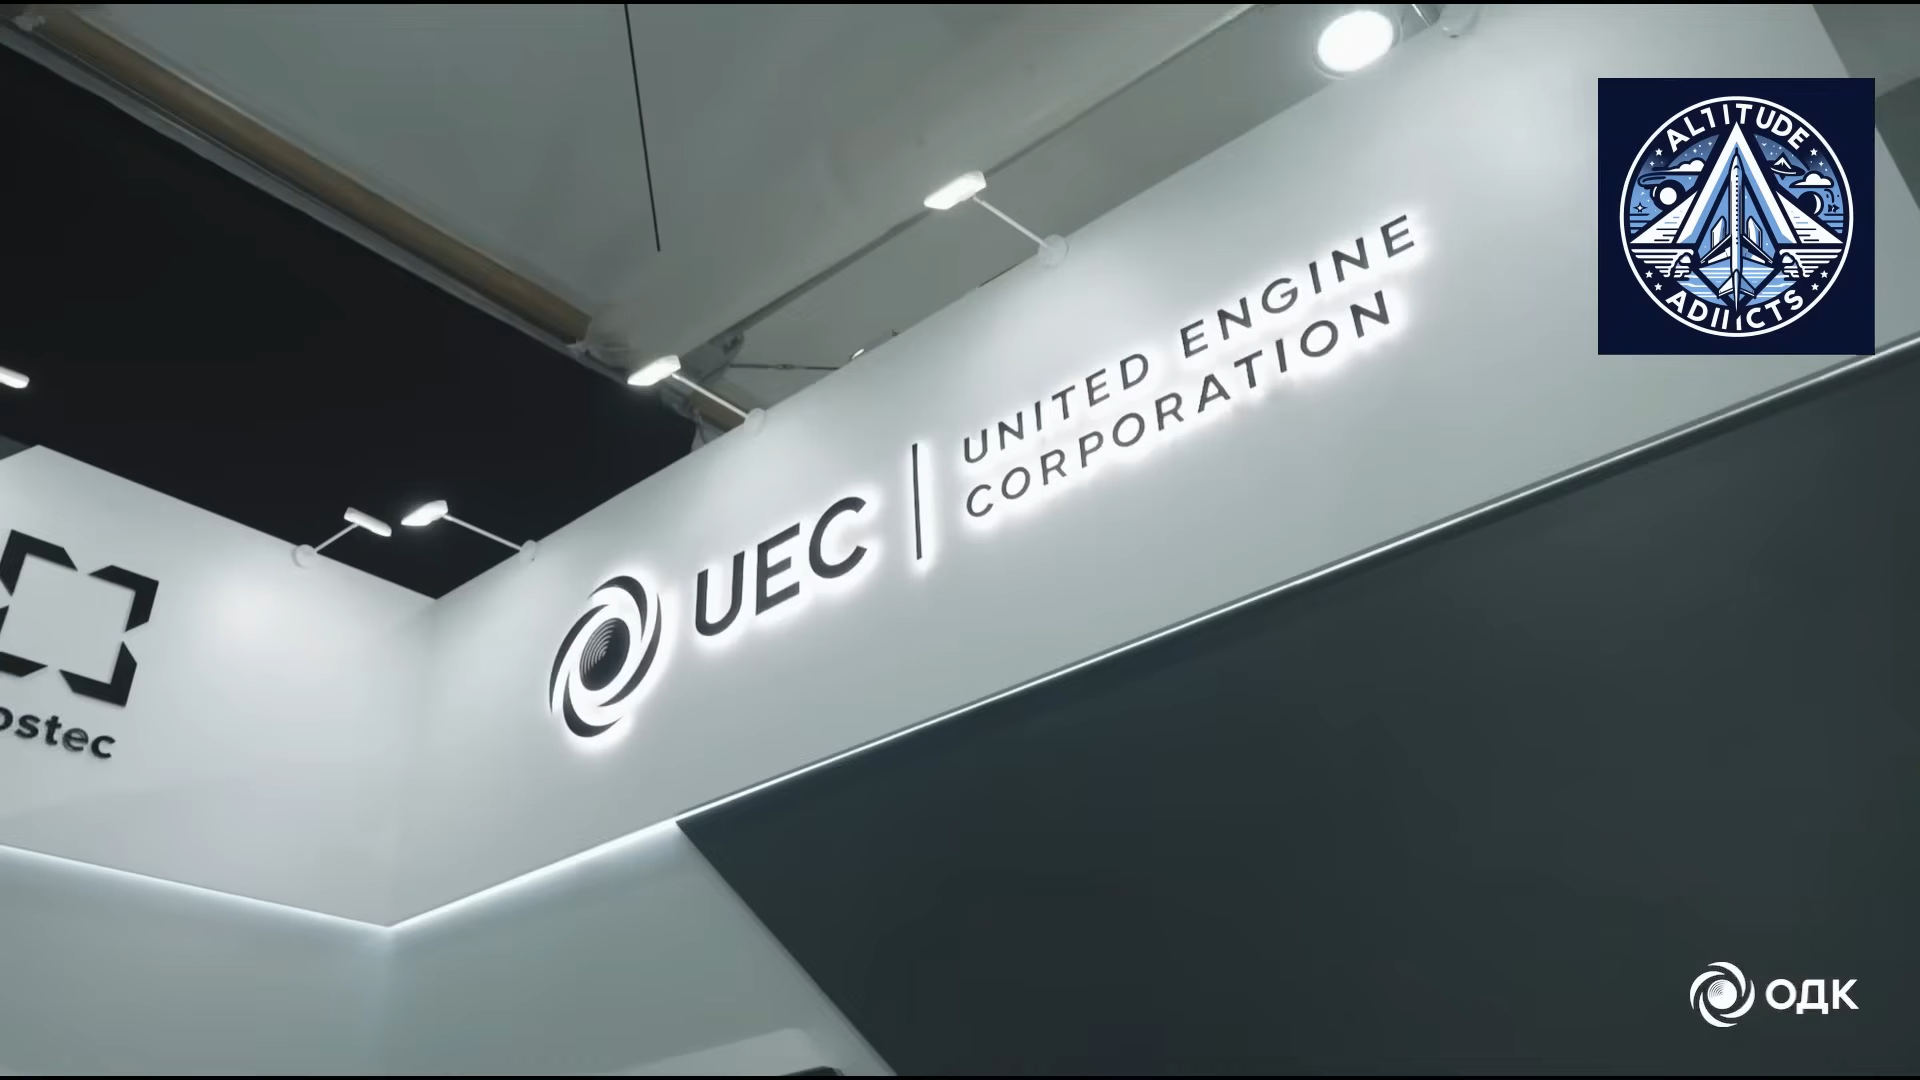 ALTITUDE
ADIIICTS
UEC
UNITED ENGINE
CORPORATION
ostec
ОДК